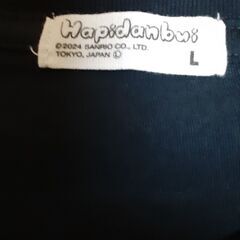 Hapidanbui
©2024 SANRIO CO., LTD.
TOKYO, JAPAN Ⓛ
L